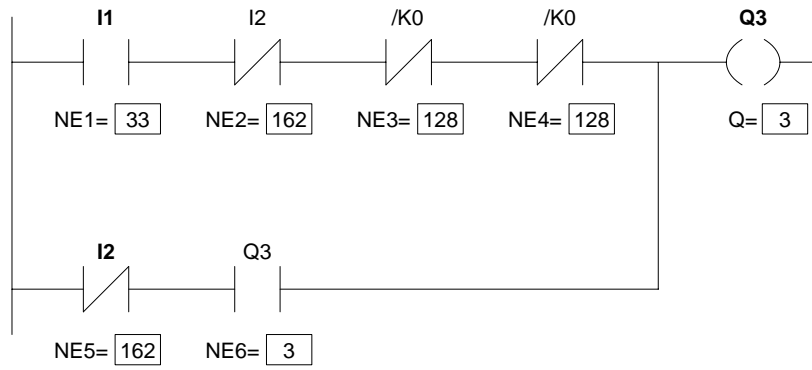 I1 I2 /K0 /K0 Q3
NE1= 33 NE2= 162 NE3= 128 NE4= 128 Q= 3
I2 Q3
NE5= 162 NE6= 3